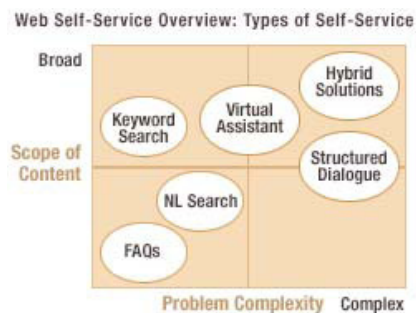 Web Self-Service Overview: Types of Self-Service
Broad
Hybrid
Solutions
Keyword
Search
Virtual
Assistant
Scope of
Content
Structured
Dialogue
NL Search
FAQs
Problem Complexity
Complex